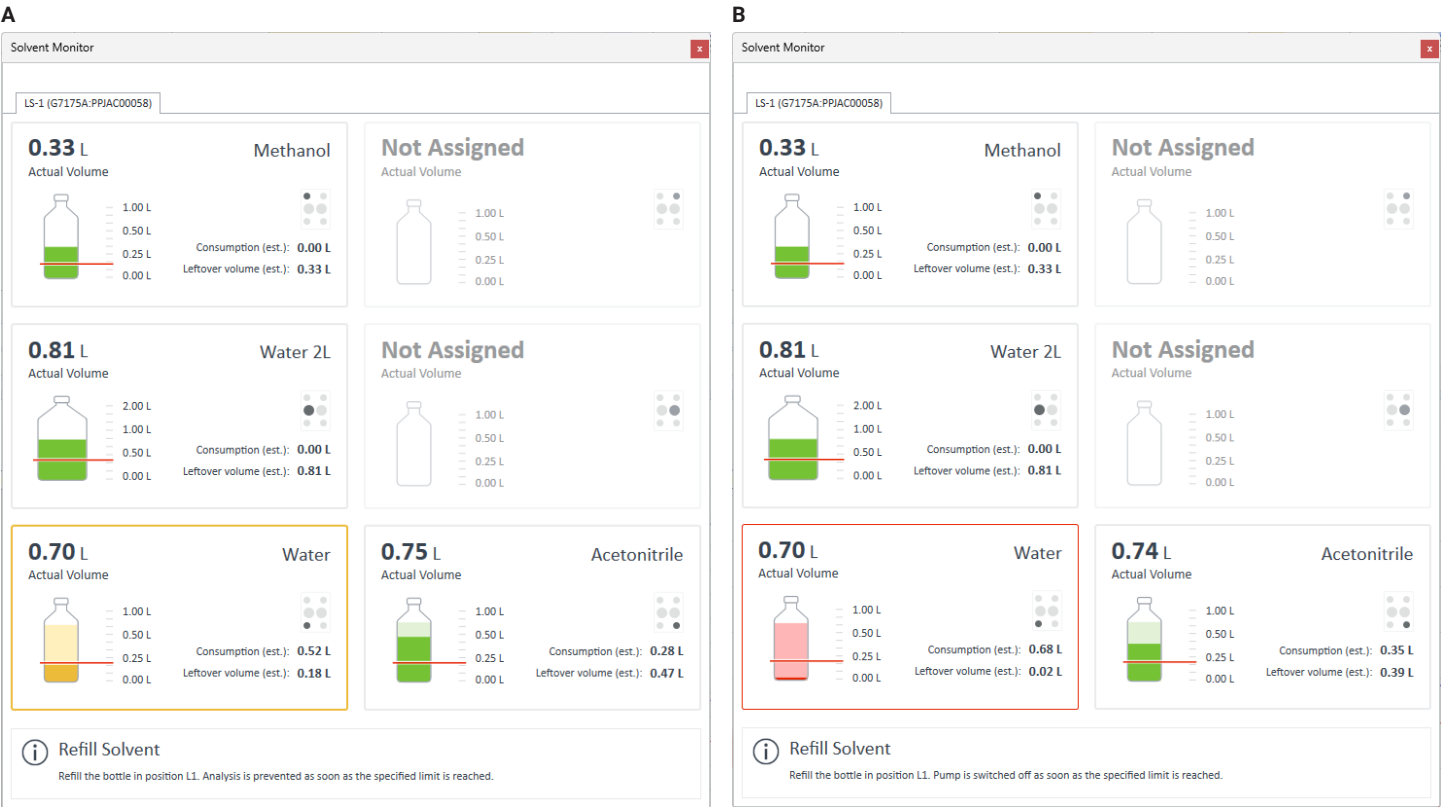 A
Solvent Monitor
x
LS-1 (G7175A:PPJAC00058)
0.33 L
Methanol
Actual Volume
1.00 L
0.50 L
0.25 L
0.00 L
Consumption (est.): 0.00 L
Leftover volume (est.): 0.33 L
Not Assigned
Actual Volume
1.00 L
0.50 L
0.25 L
0.00 L
0.81 L
Water 2L
Actual Volume
2.00 L
1.00 L
0.50 L
0.00 L
Consumption (est.): 0.00 L
Leftover volume (est.): 0.81 L
Not Assigned
Actual Volume
1.00 L
0.50 L
0.25 L
0.00 L
0.70 L
Water
Actual Volume
1.00 L
0.50 L
0.25 L
0.00 L
Consumption (est.): 0.52 L
Leftover volume (est.): 0.18 L
0.75 L
Acetonitrile
Actual Volume
1.00 L
0.50 L
0.25 L
0.00 L
Consumption (est.): 0.28 L
Leftover volume (est.): 0.47 L
i
Refill Solvent
Refill the bottle in position L1. Analysis is prevented as soon as the specified limit is reached.
B
Solvent Monitor
x
LS-1 (G7175A:PPJAC00058)
0.33 L
Methanol
Actual Volume
1.00 L
0.50 L
0.25 L
0.00 L
Consumption (est.): 0.00 L
Leftover volume (est.): 0.33 L
Not Assigned
Actual Volume
1.00 L
0.50 L
0.25 L
0.00 L
0.81 L
Water 2L
Actual Volume
2.00 L
1.00 L
0.50 L
0.00 L
Consumption (est.): 0.00 L
Leftover volume (est.): 0.81 L
Not Assigned
Actual Volume
1.00 L
0.50 L
0.25 L
0.00 L
0.70 L
Water
Actual Volume
1.00 L
0.50 L
0.25 L
0.00 L
Consumption (est.): 0.68 L
Leftover volume (est.): 0.02 L
0.74 L
Acetonitrile
Actual Volume
1.00 L
0.50 L
0.25 L
0.00 L
Consumption (est.): 0.35 L
Leftover volume (est.): 0.39 L
i
Refill Solvent
Refill the bottle in position L1. Pump is switched off as soon as the specified limit is reached.